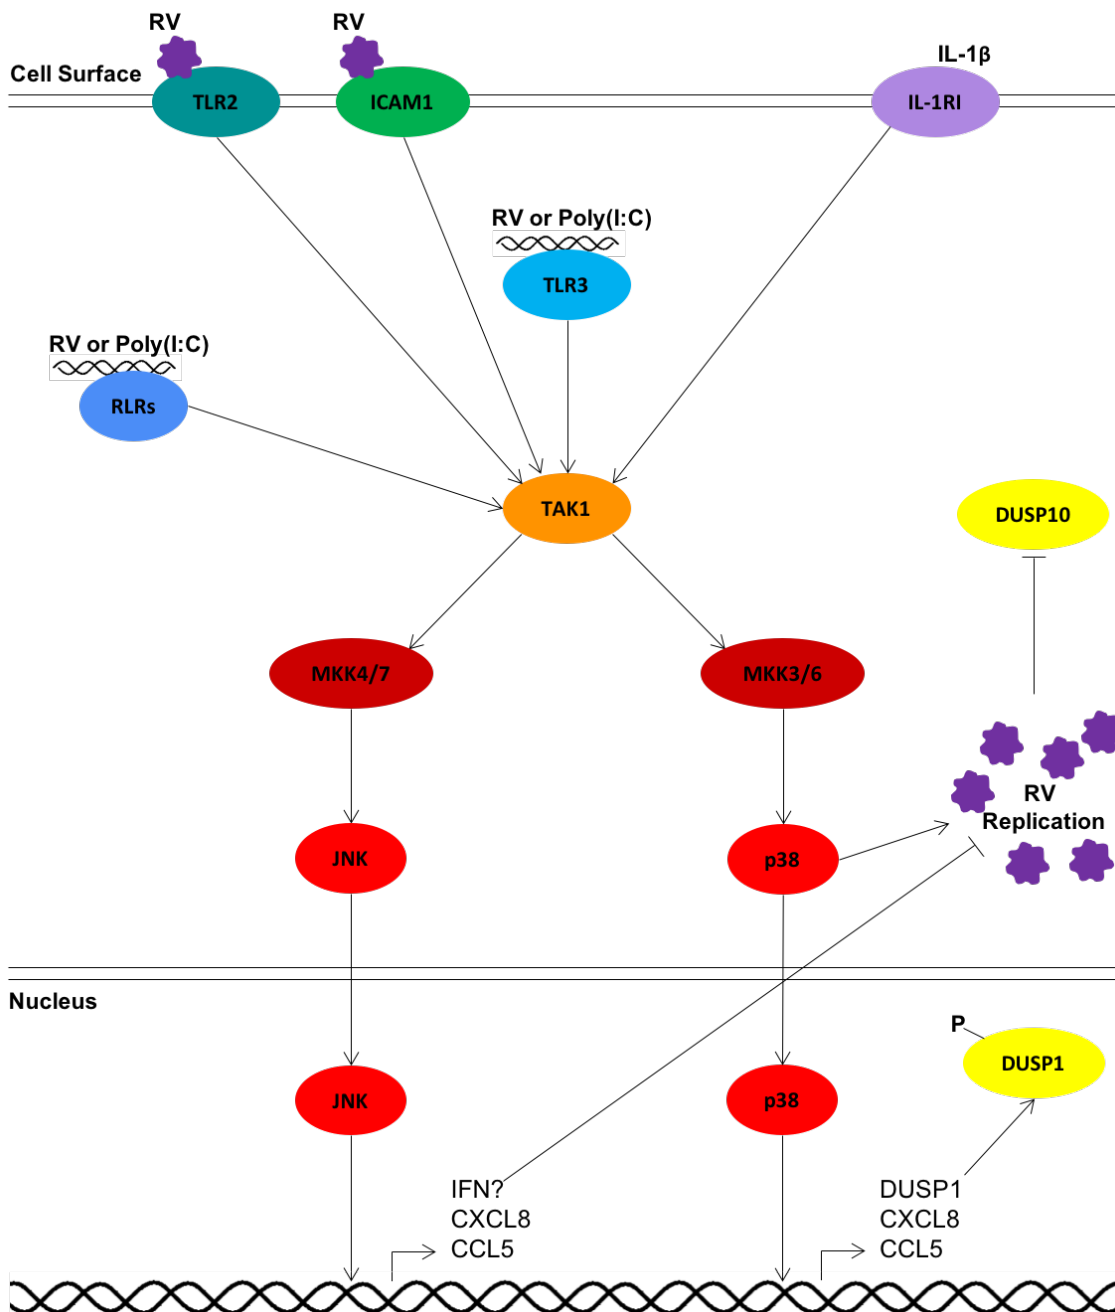 RV
RV
IL-1β
Cell Surface
TLR2
ICAM1
IL-1RI
RV or Poly(I:C)
TLR3
RV or Poly(I:C)
RLRs
TAK1
DUSP10
MKK4/7
MKK3/6
RV
Replication
JNK
p38
Nucleus
P
DUSP1
JNK
p38
IFN?
CXCL8
CCL5
DUSP1
CXCL8
CCL5